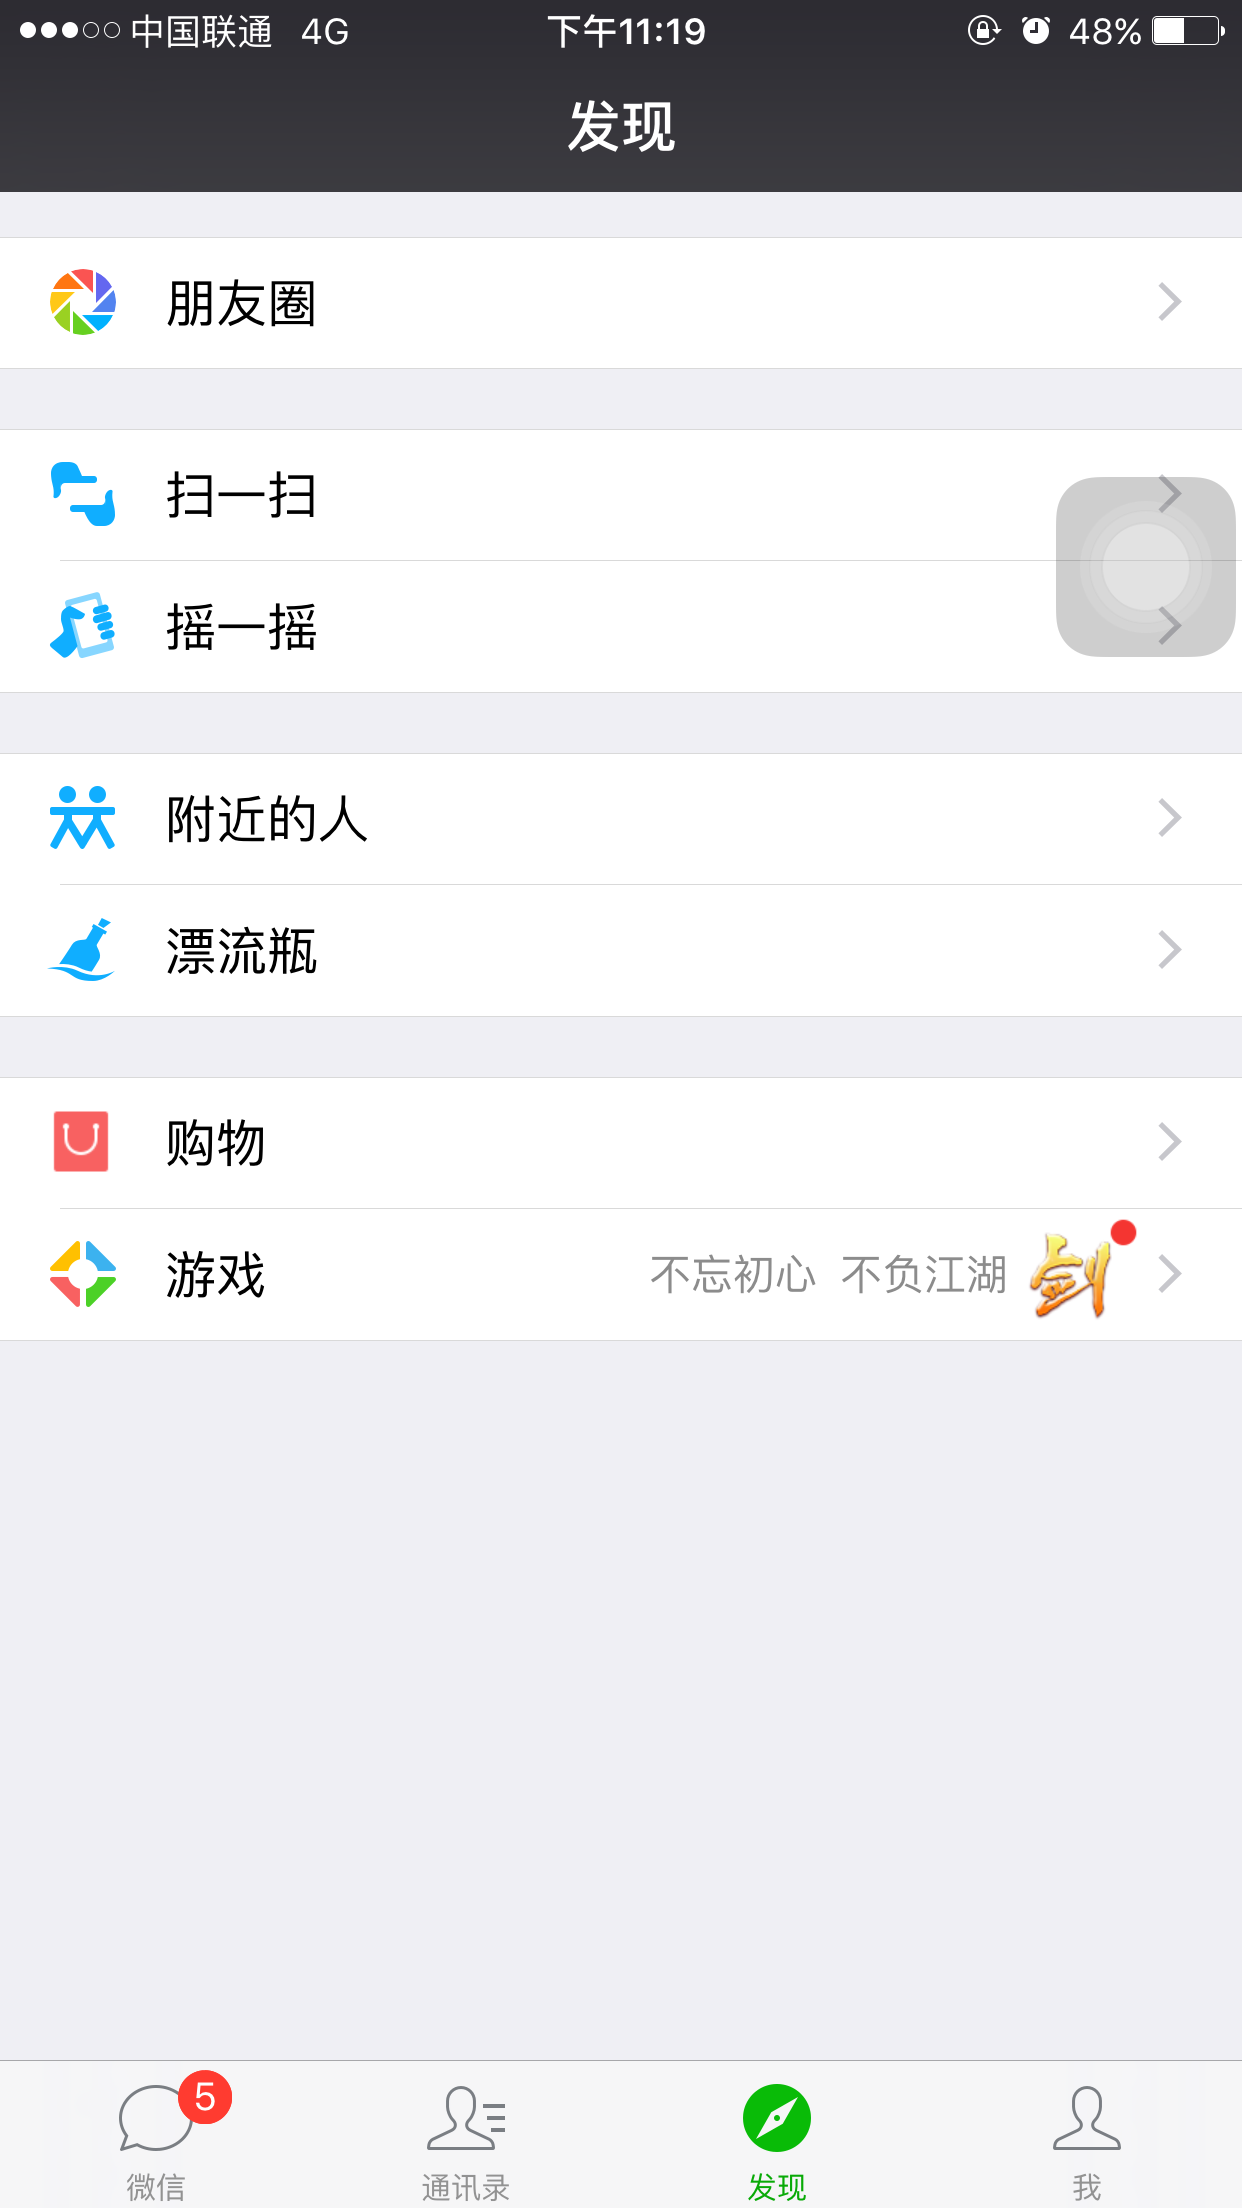 中国联通 4G 下午11:19 48%
发现
朋友圈
扫一扫
摇一摇
附近的人
漂流瓶
购物
游戏 不忘初心 不负江湖 剑
5
微信 通讯录 发现 我